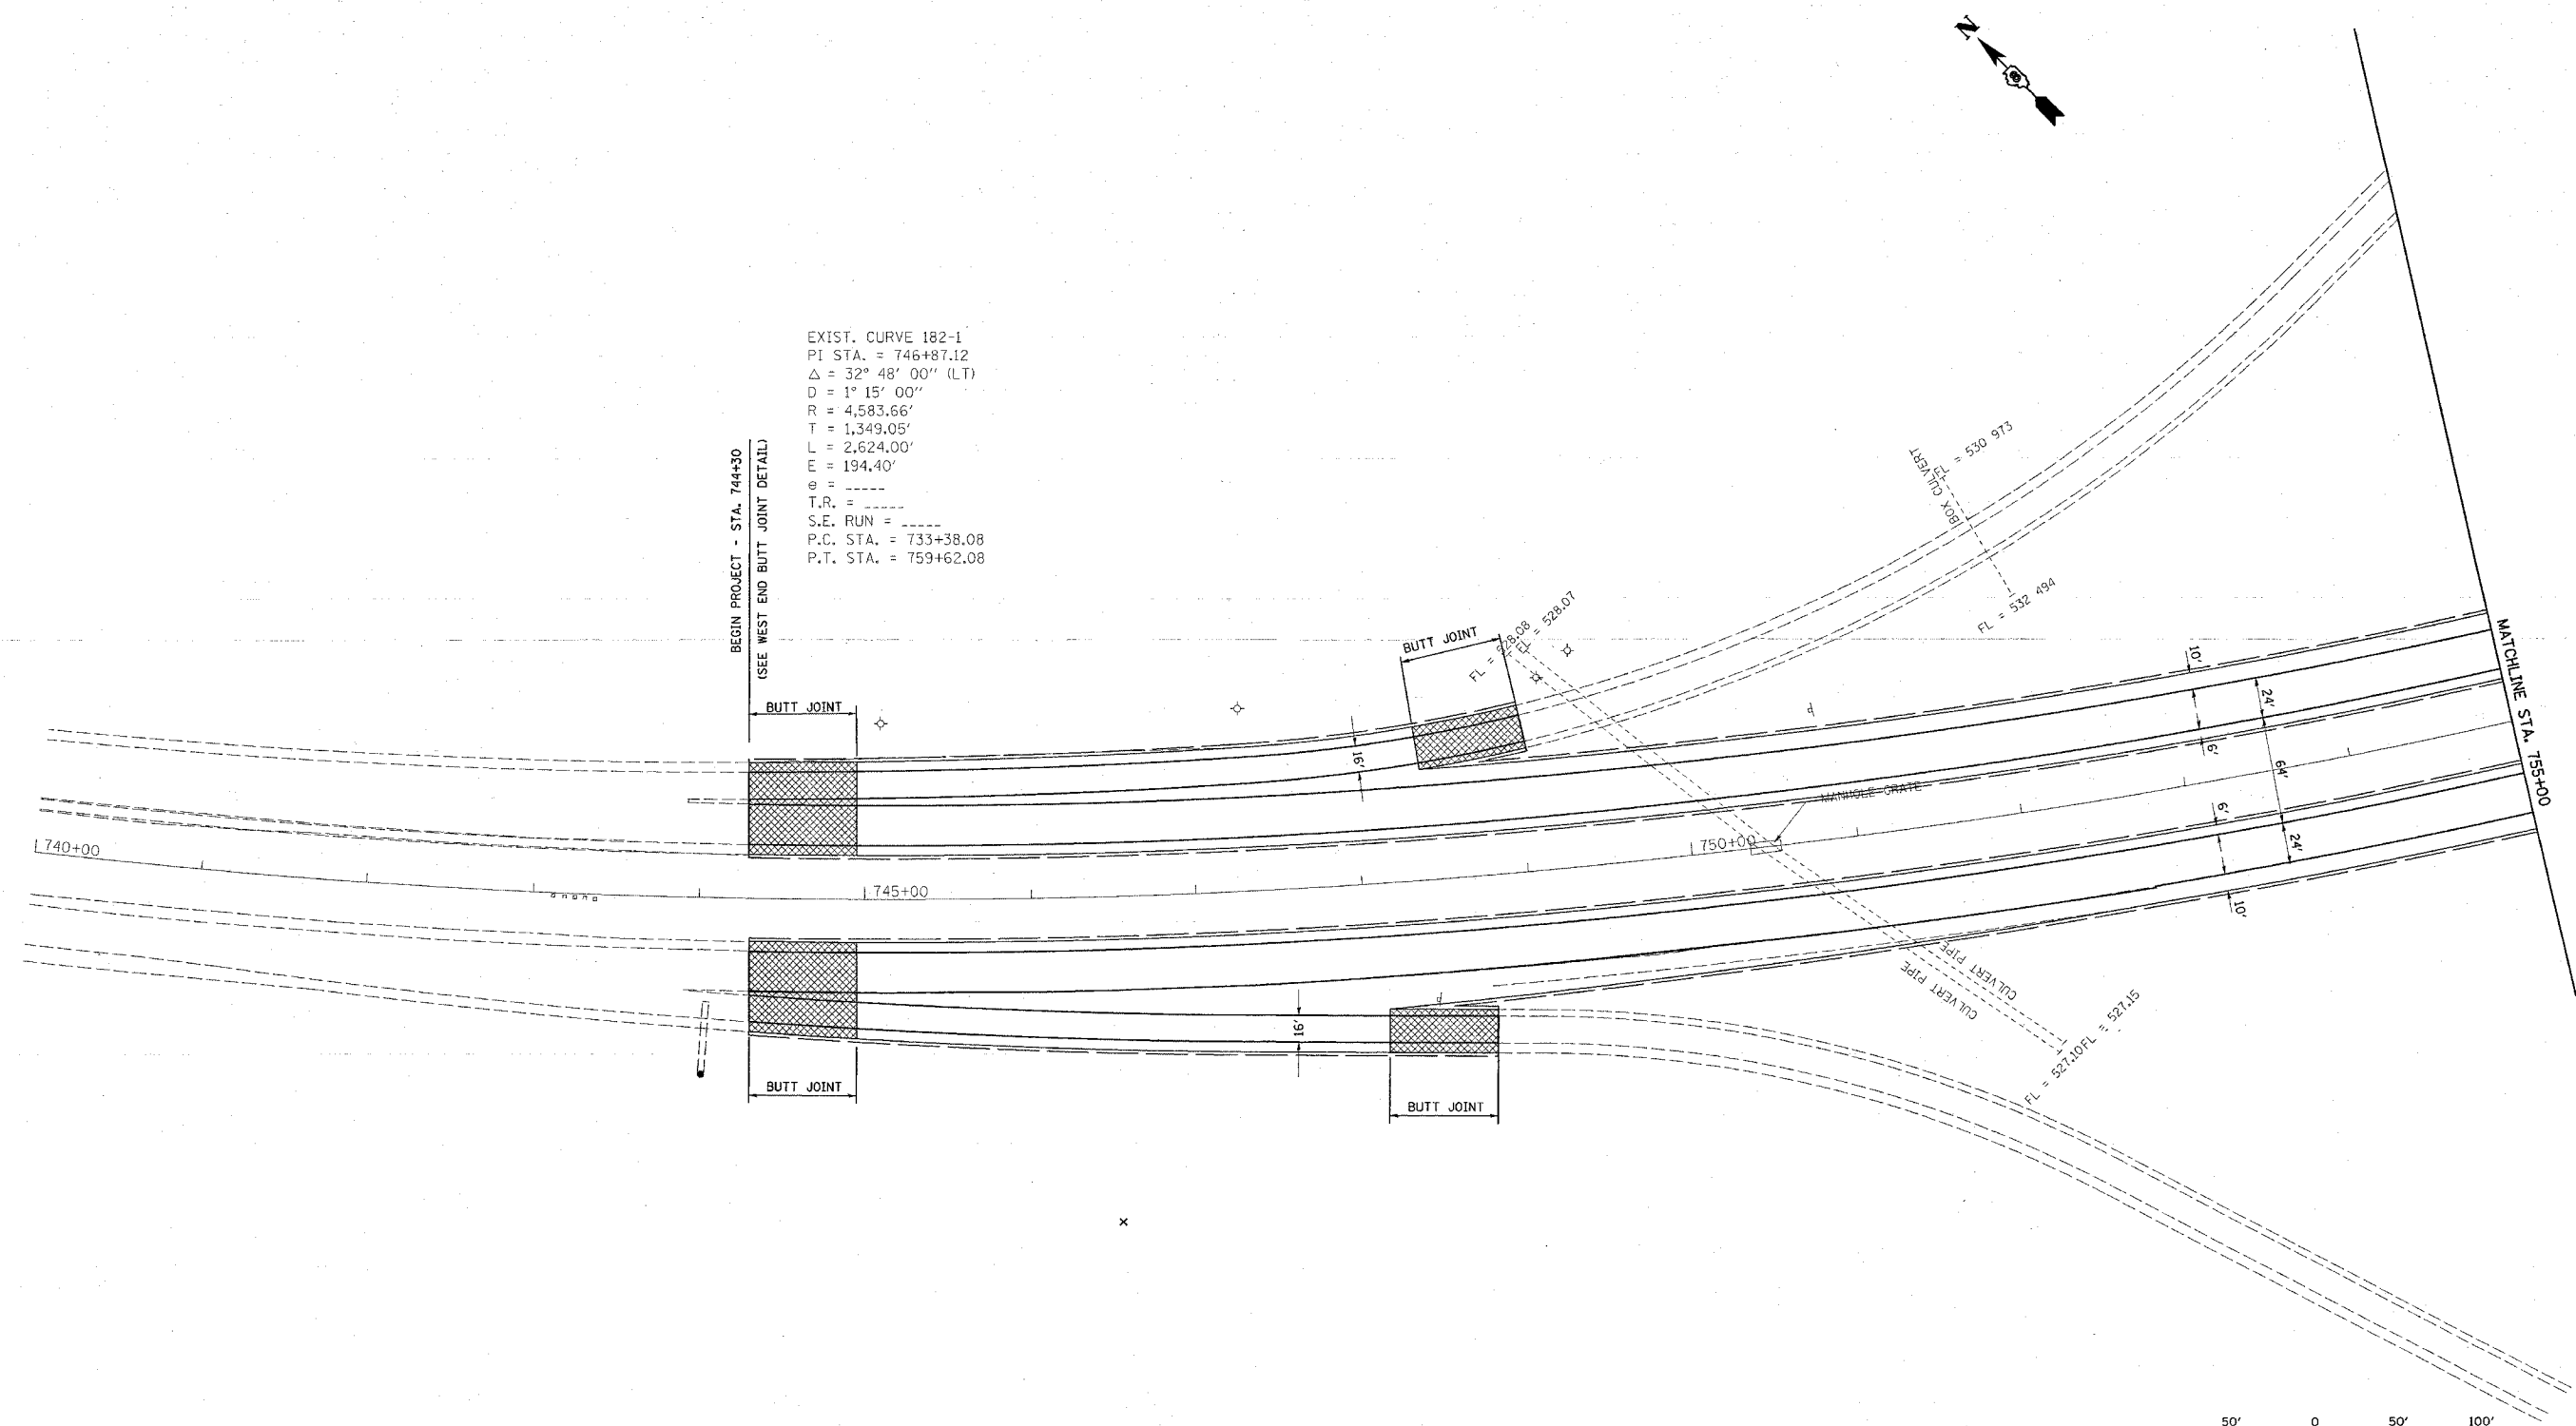 N
EXIST. CURVE 182-1
PI STA. = 746+87.12
Δ = 32° 48' 00" (LT)
D = 1° 15' 00"
R = 4,583.66'
T = 1,349.05'
L = 2,624.00'
E = 194.40'
e = _____
T.R. = _____
S.E. RUN = _____
P.C. STA. = 733+38.08
P.T. STA. = 759+62.08
BEGIN PROJECT - STA. 744+30
(SEE WEST END BUTT JOINT DETAIL)
BOX CULVERT
FL = 530 973
FL = 532 494
BUTT JOINT
FL = 528.08
FL = 528.07
BUTT JOINT
16'
10'
24'
6'
64'
6'
24'
10'
MATCHLINE STA. 755+00
MANHOLE GRATE
740+00
745+00
750+00
CULVERT PIPE
CULVERT PIPE
16'
FL = 527.10
FL = 527.15
BUTT JOINT
BUTT JOINT
50' 0 50' 100'